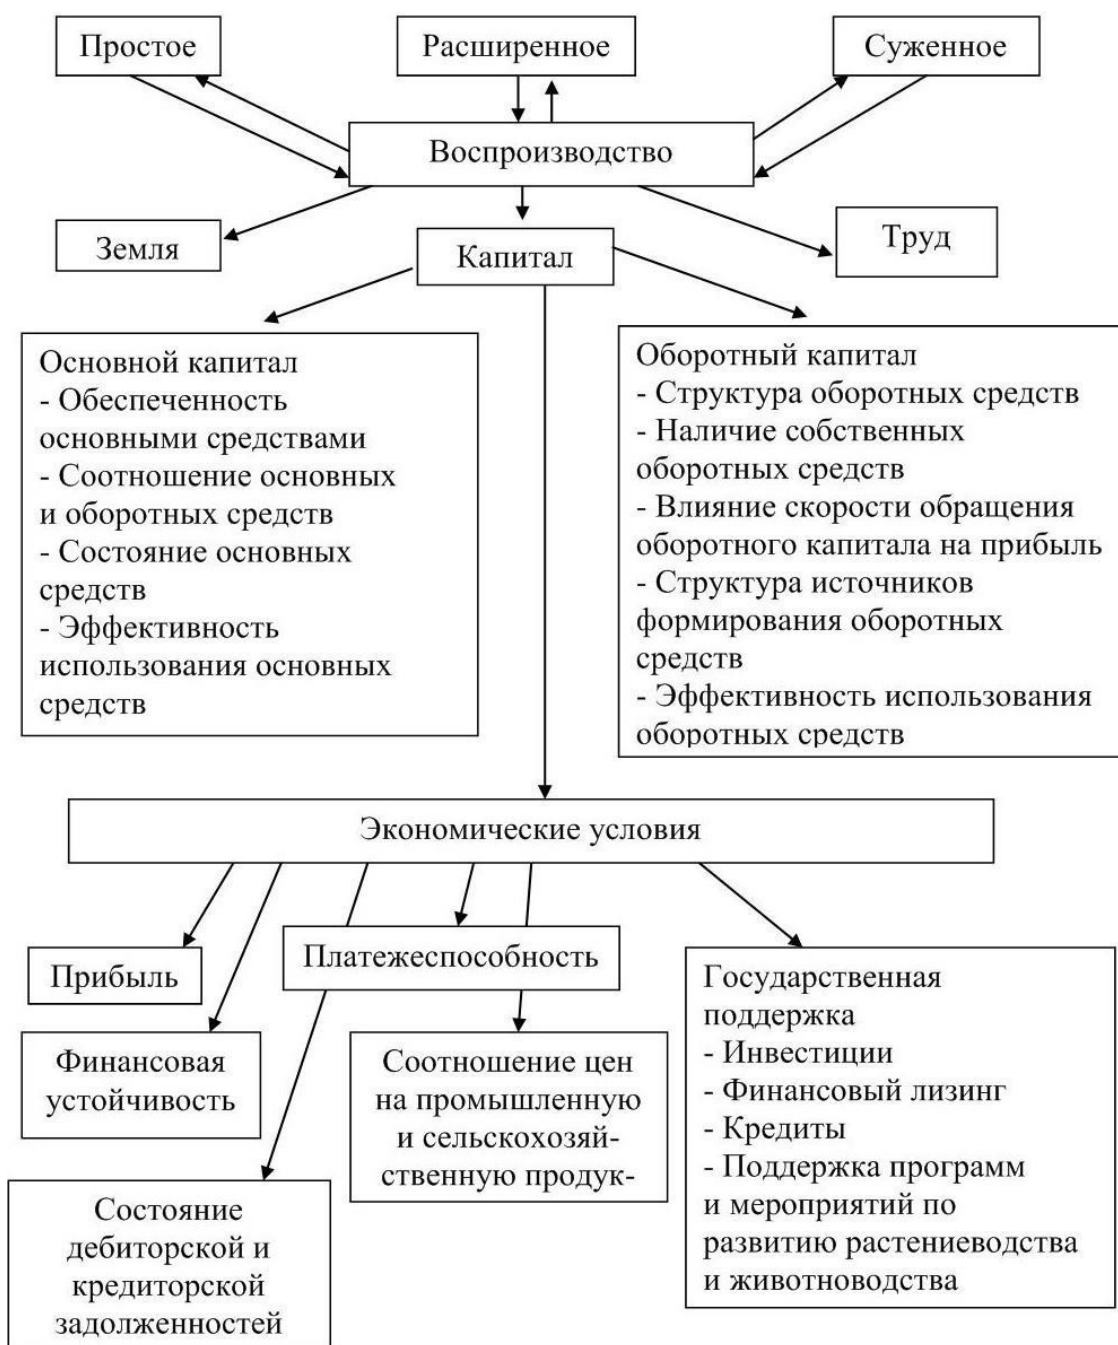 Простое
Расширенное
Суженное
Воспроизводство
Земля
Капитал
Труд
Основной капитал
- Обеспеченность
основными средствами
- Соотношение основных
и оборотных средств
- Состояние основных
средств
- Эффективность
использования основных
средств
Оборотный капитал
- Структура оборотных средств
- Наличие собственных
оборотных средств
- Влияние скорости обращения
оборотного капитала на прибыль
- Структура источников
формирования оборотных
средств
- Эффективность использования
оборотных средств
Экономические условия
Прибыль
Платежеспособность
Финансовая
устойчивость
Соотношение цен
на промышленную
и сельскохозяй-
ственную продук-
Состояние
дебиторской и
кредиторской
задолженностей
Государственная
поддержка
- Инвестиции
- Финансовый лизинг
- Кредиты
- Поддержка программ
и мероприятий по
развитию растениеводства
и животноводства